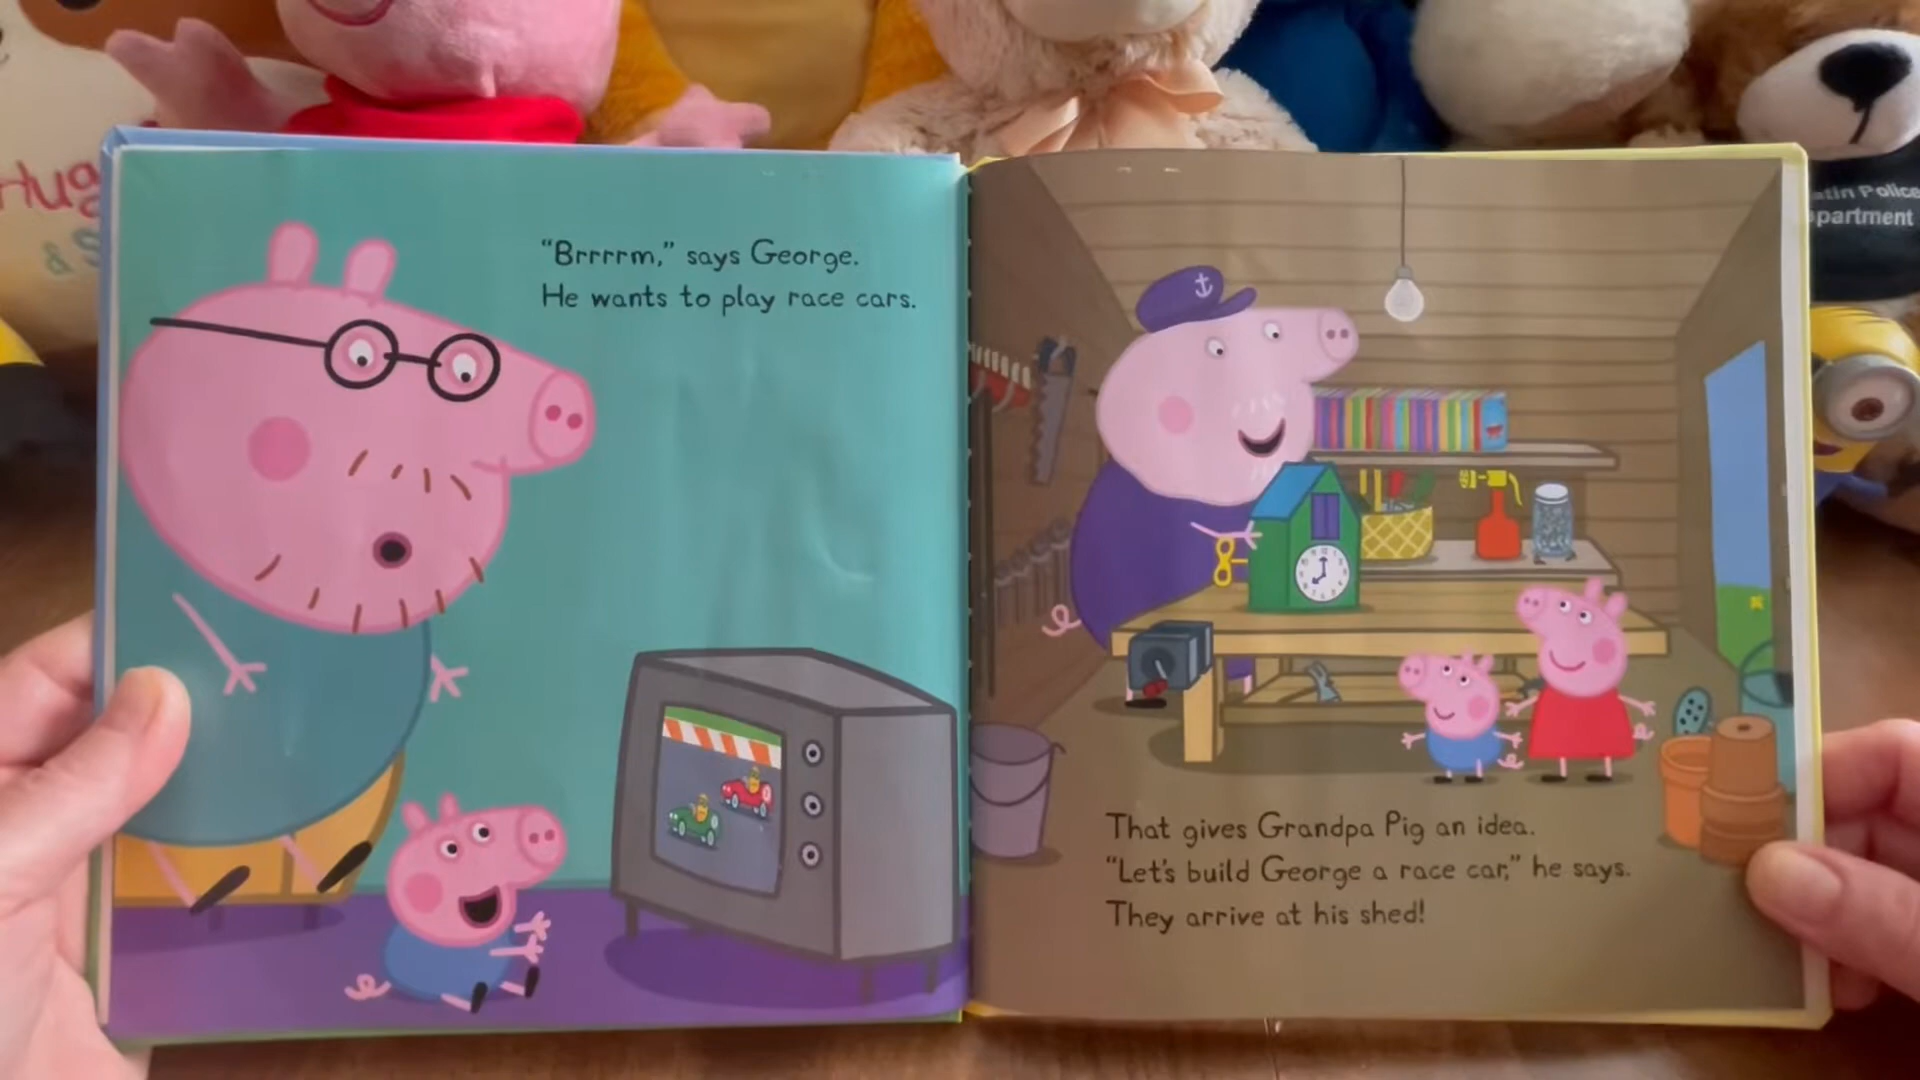 Hug
&
"Brrrrm," says George.
He wants to play race cars.
That gives Grandpa Pig an idea.
"Let's build George a race car," he says.
They arrive at his shed!
Police